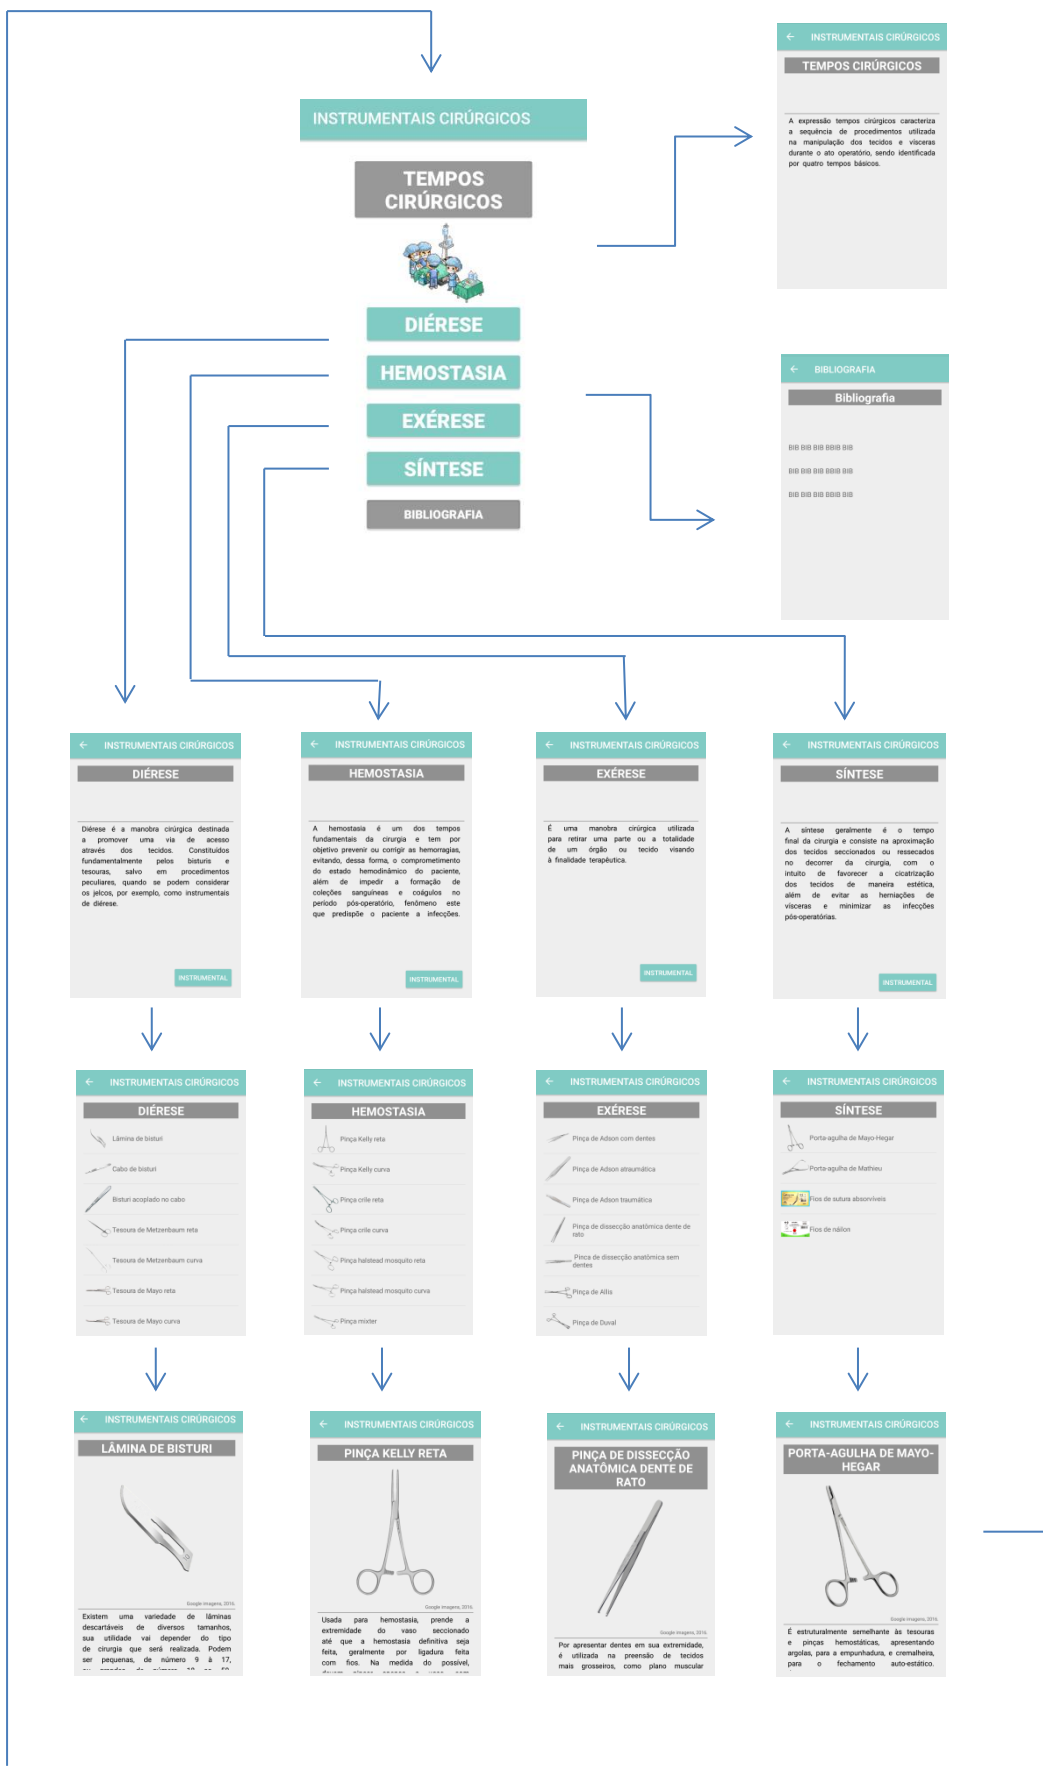 INSTRUMENTAIS CIRÚRGICOS
TEMPOS
CIRÚRGICOS
DIÉRESE
HEMOSTASIA
EXÉRESE
SÍNTESE
BIBLIOGRAFIA
INSTRUMENTAIS CIRÚRGICOS
TEMPOS CIRÚRGICOS
A expressão tempos cirúrgicos caracteriza
a sequência de procedimentos utilizada
na manipulação dos tecidos e vísceras
durante o ato operatório, sendo identificada
por quatro tempos básicos.
BIBLIOGRAFIA
Bibliografia
BIB BIB BIB BBIB BIB
BIB BIB BIB BBIB BIB
BIB BIB BIB BBIB BIB
INSTRUMENTAIS CIRÚRGICOS
DIÉRESE
Diérese é a manobra cirúrgica destinada
a promover uma via de acesso
através dos tecidos. Constituídos
fundamentalmente pelos bisturis e
tesouras, salvo em procedimentos
peculiares, quando se podem considerar
os jelcos, por exemplo, como instrumentais
de diérese.
INSTRUMENTAL
INSTRUMENTAIS CIRÚRGICOS
HEMOSTASIA
A hemostasia é um dos tempos
fundamentais da cirurgia e tem por
objetivo prevenir ou corrigir as hemorragias,
evitando, dessa forma, o comprometimento
do estado hemodinâmico do paciente,
além de impedir a formação de
coleções sanguíneas e coágulos no
período pós-operatório, fenômeno este
que predispõe o paciente a infecções.
INSTRUMENTAL
INSTRUMENTAIS CIRÚRGICOS
EXÉRESE
É uma manobra cirúrgica utilizada
para retirar uma parte ou a totalidade
de um órgão ou tecido visando
à finalidade terapêutica.
INSTRUMENTAL
INSTRUMENTAIS CIRÚRGICOS
SÍNTESE
A síntese geralmente é o tempo
final da cirurgia e consiste na aproximação
dos tecidos seccionados ou ressecados
no decorrer da cirurgia, com o
intuito de favorecer a cicatrização
dos tecidos de maneira estética,
além de evitar as herniações de
vísceras e minimizar as infecções
pós-operatórias.
INSTRUMENTAL
INSTRUMENTAIS CIRÚRGICOS
DIÉRESE
Lâmina de bisturi
Cabo de bisturi
Bisturi acoplado no cabo
Tesoura de Metzenbaum reta
Tesoura de Metzenbaum curva
Tesoura de Mayo reta
Tesoura de Mayo curva
INSTRUMENTAIS CIRÚRGICOS
HEMOSTASIA
Pinça Kelly reta
Pinça Kelly curva
Pinça crile reta
Pinça crile curva
Pinça halstead mosquito reta
Pinça halstead mosquito curva
Pinça mixter
INSTRUMENTAIS CIRÚRGICOS
EXÉRESE
Pinça de Adson com dentes
Pinça de Adson atraumática
Pinça de Adson traumática
Pinça de dissecção anatômica dente de
rato
Pinca de dissecção anatômica sem
dentes
Pinça de Allis
Pinça de Duval
INSTRUMENTAIS CIRÚRGICOS
SÍNTESE
Porta-agulha de Mayo-Hegar
Porta-agulha de Mathieu
Fios de sutura absorvíveis
Fios de náilon
INSTRUMENTAIS CIRÚRGICOS
LÂMINA DE BISTURI
Google Imagens, 2016.
Existem uma variedade de lâminas
descartáveis de diversos tamanhos,
sua utilidade vai depender do tipo
de cirurgia que será realizada. Podem
ser pequenas, de número 9 à 17,
INSTRUMENTAIS CIRÚRGICOS
PINÇA KELLY RETA
Google Imagens, 2016.
Usada para hemostasia, prende a
extremidade do vaso seccionado
até que a hemostasia definitiva seja
feita, geralmente por ligadura feita
com fios. Na medida do possível,
INSTRUMENTAIS CIRÚRGICOS
PINÇA DE DISSECÇÃO
ANATÔMICA DENTE DE
RATO
Google Imagens, 2016.
Por apresentar dentes em sua extremidade,
é utilizada na preensão de tecidos
mais grosseiros, como plano muscular
INSTRUMENTAIS CIRÚRGICOS
PORTA-AGULHA DE MAYO-
HEGAR
Google Imagens, 2016.
É estruturalmente semelhante às tesouras
e pinças hemostáticas, apresentando
argolas, para a empunhadura, e cremalheira,
para o fechamento auto-estático.